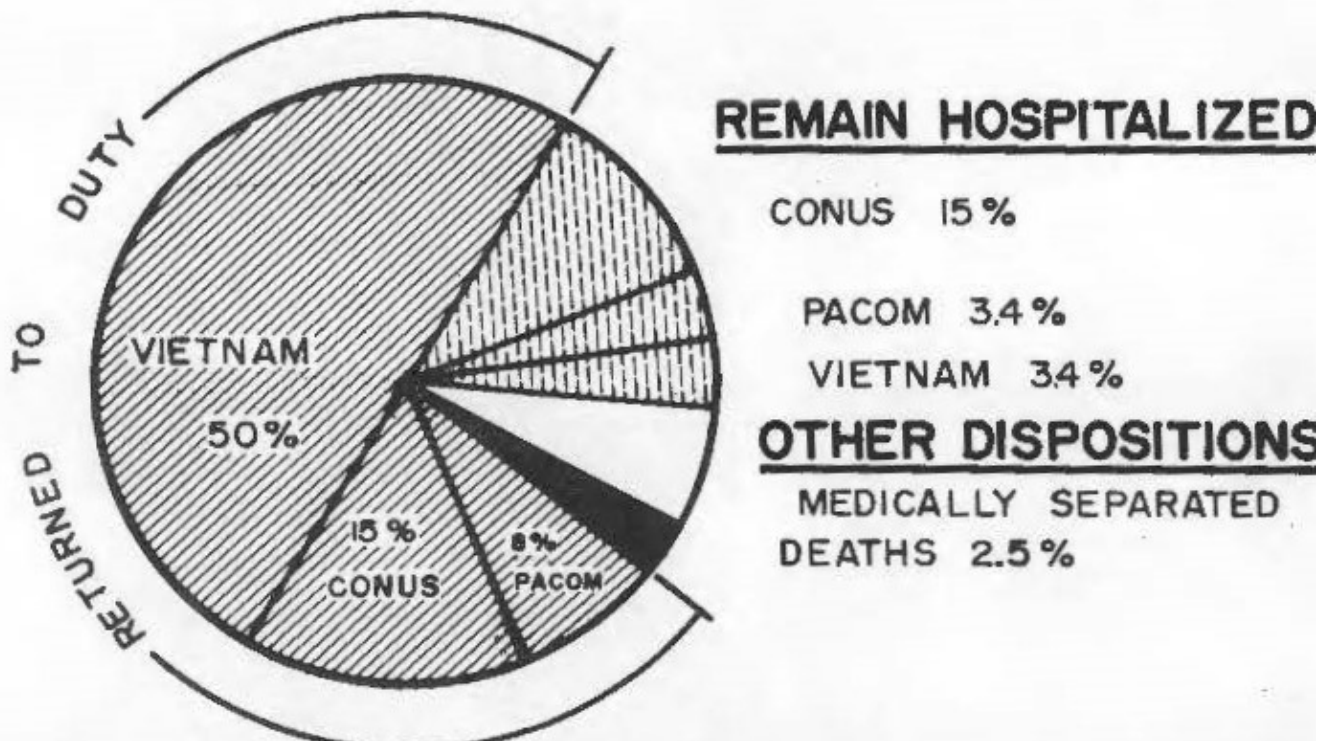 RETURNED TO DUTY
VIETNAM
50%
15%
CONUS
8%
PACOM
REMAIN HOSPITALIZED
CONUS 15%
PACOM 3.4%
VIETNAM 3.4%
OTHER DISPOSITIONS
MEDICALLY SEPARATED
DEATHS 2.5%